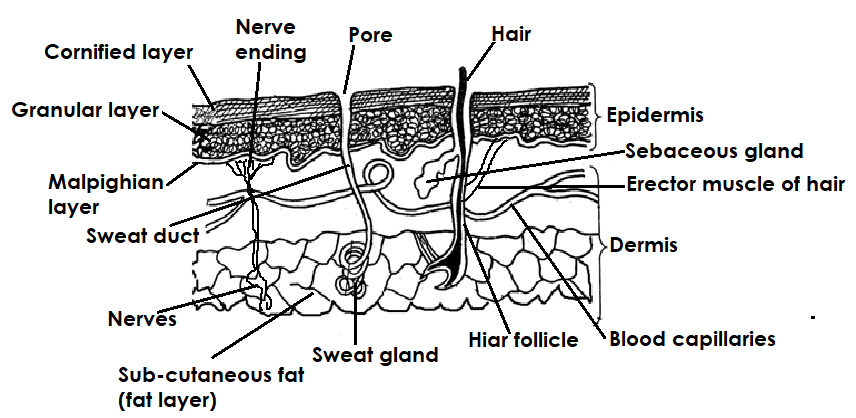 Nerve
ending
Pore
Hair
Cornified layer
Granular layer
Epidermis
Sebaceous gland
Malpighian
layer
Erector muscle of hair
Sweat duct
Dermis
Nerves
Hiar follicle
Blood capillaries
Sweat gland
Sub-cutaneous fat
(fat layer)